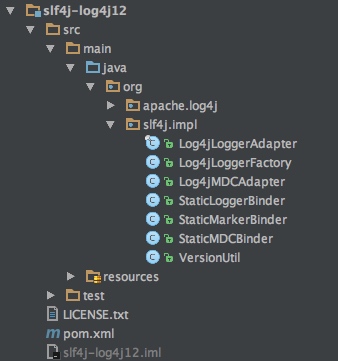 slf4j-log4j12
src
main
java
org
apache.log4j
slf4j.impl
Log4jLoggerAdapter
Log4jLoggerFactory
Log4jMDCAdapter
StaticLoggerBinder
StaticMarkerBinder
StaticMDCBinder
VersionUtil
resources
test
LICENSE.txt
pom.xml
slf4j-log4j12.iml